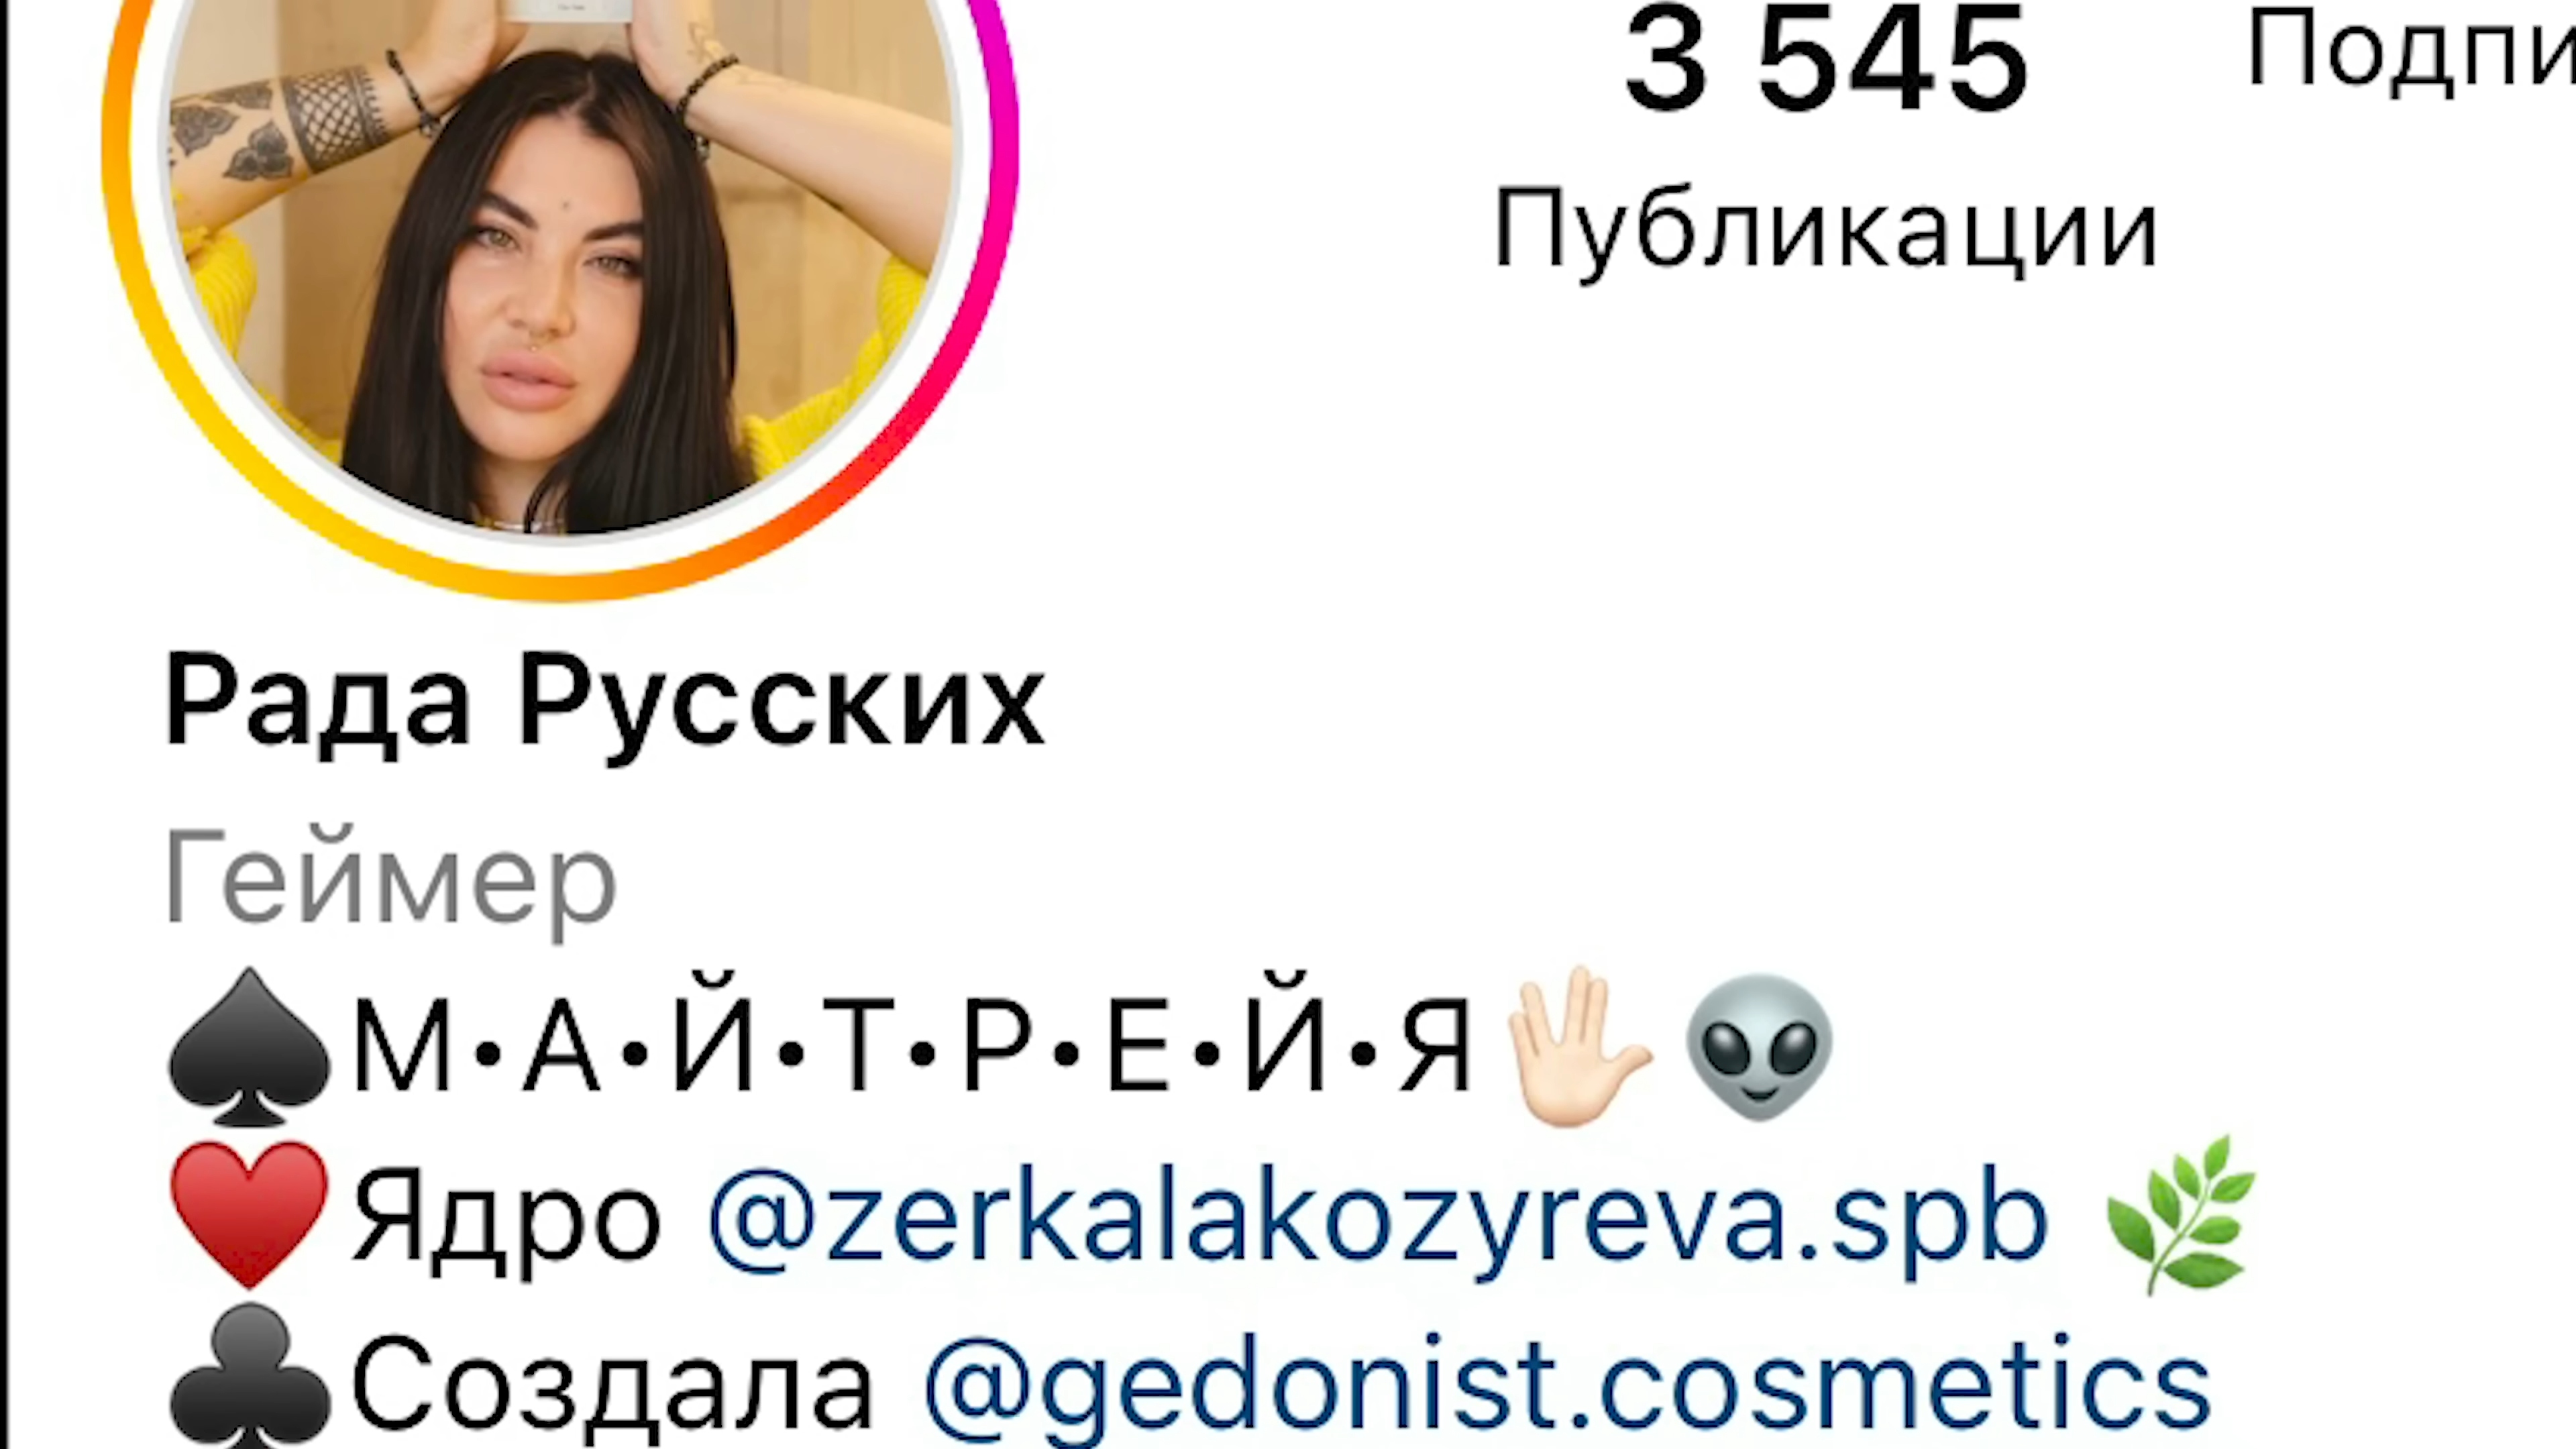 3 545
Публикации
Рада Русских
Геймер
♠️М•А•Й•Т•Р•Е•Й•Я🖖🏻👽
♥️Ядро @zerkalakozyreva.spb 🌿
♣️Создала @gedonist.cosmetics